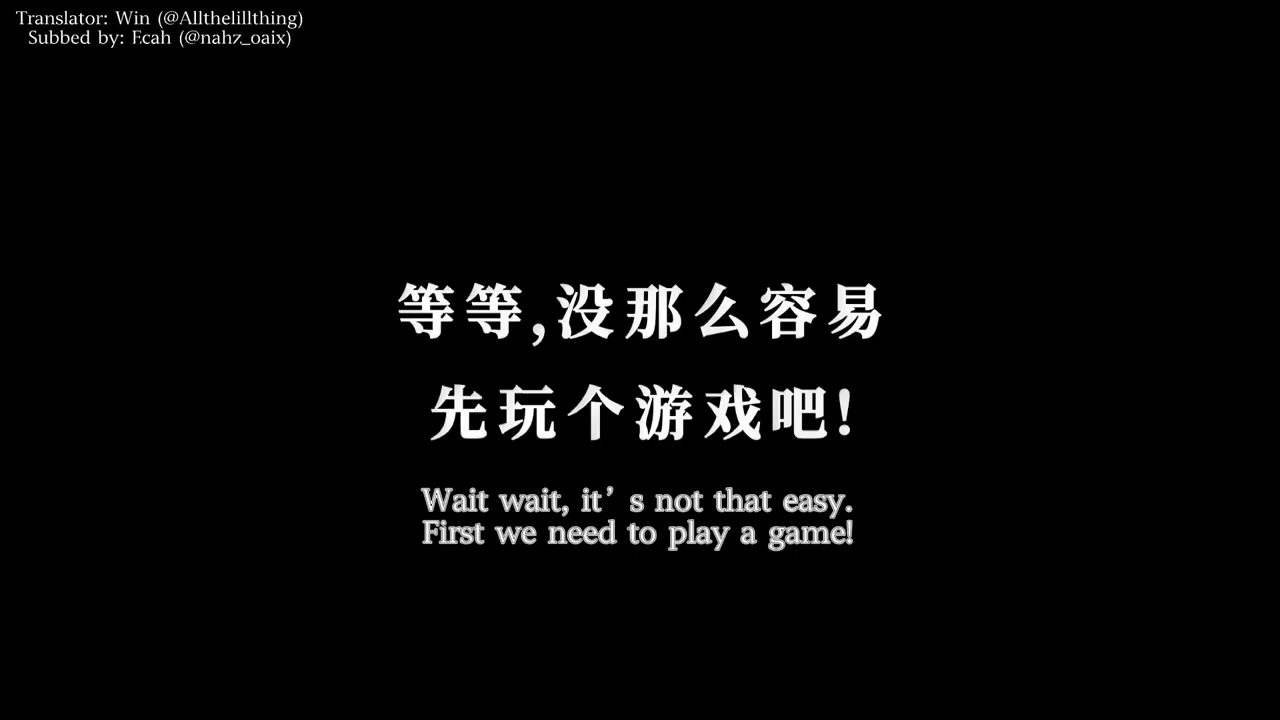 Translator: Win (@Allthelillthing)
Subbed by: Ecah (@nahz_oaix)
等等,没那么容易
先玩个游戏吧!
Wait wait, it’s not that easy.
First we need to play a game!